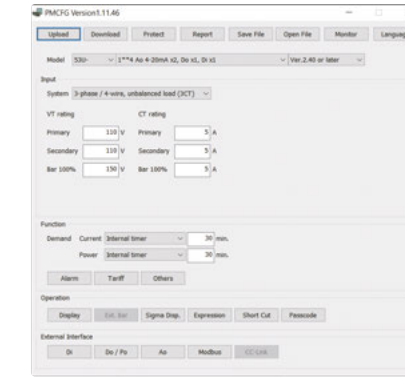 PMCFG Version1.11.46
Upload Download Protect Report Save File Open File Monitor Languag
Model 53U- 1**4 Ao 4-20mA x2, Do x1, Di x1 Ver.2.40 or later
Input
System 3-phase / 4-wire, unbalanced load (3CT)
VT rating CT rating
Primary 110 V Primary 5 A
Secondary 110 V Secondary 5 A
Bar 100% 150 V Bar 100% 5 A
Function
Demand Current Internal timer 30 min.
Power Internal timer 30 min.
Alarm Tariff Others
Operation
Display Ext. Bar Sigma Disp. Expression Short Cut Passcode
External Interface
Di Do / Po Ao Modbus CC-Link